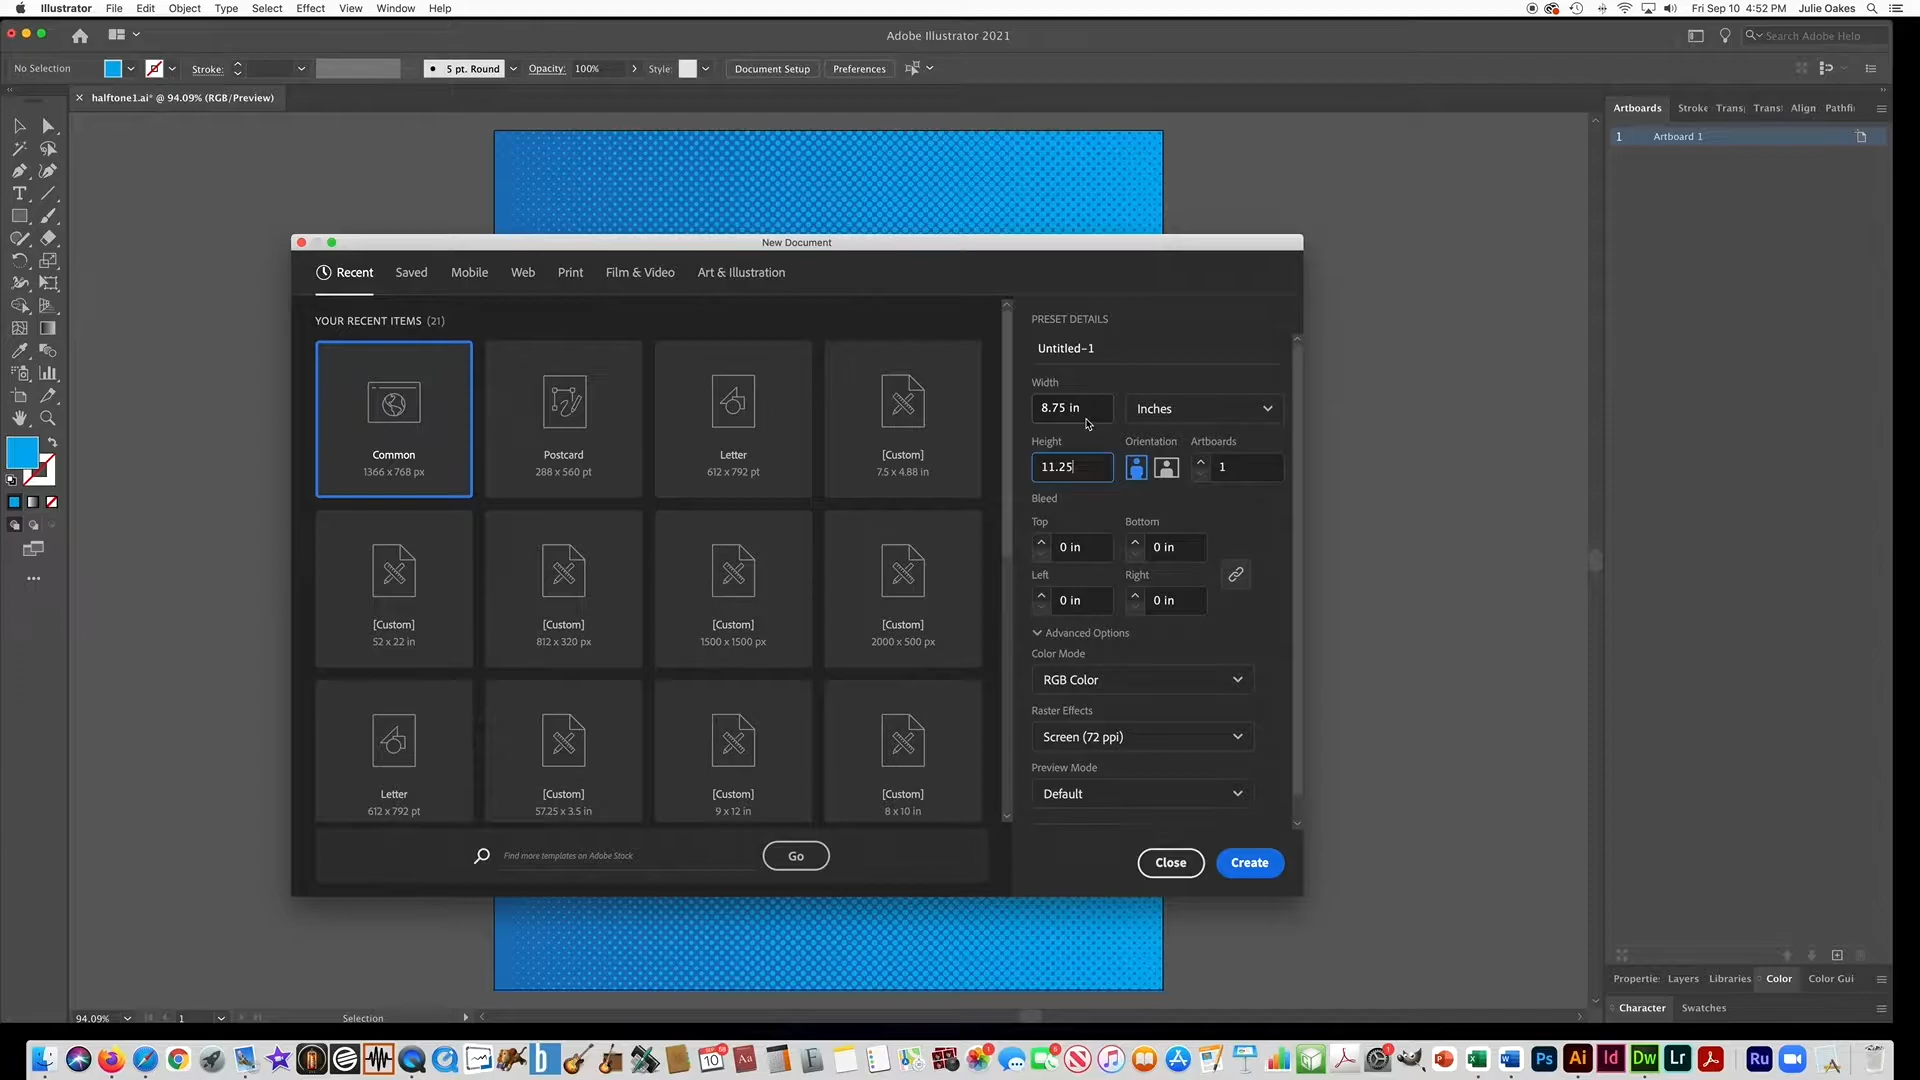 Illustrator File Edit Object Type Select Effect View Window Help
Fri Sep 10 4:52 PM Julie Oakes
Adobe Illustrator 2021
Search Adobe Help
No Selection
Stroke:
5 pt. Round
Opacity: 100%
Style:
Document Setup
Preferences
halftone1.ai* @ 94.09% (RGB/Preview)
Artboards Stroke Trans Trans Align Pathfi
1 Artboard 1
New Document
Recent Saved Mobile Web Print Film & Video Art & Illustration
YOUR RECENT ITEMS (21)
Common
1366 x 768 px
Postcard
288 x 560 pt
Letter
612 x 792 pt
[Custom]
7.5 x 4.88 in
[Custom]
52 x 22 in
[Custom]
812 x 320 px
[Custom]
1500 x 1500 px
[Custom]
2000 x 500 px
Letter
612 x 792 pt
[Custom]
57.25 x 3.5 in
[Custom]
9 x 12 in
[Custom]
8 x 10 in
Find more templates on Adobe Stock
Go
PRESET DETAILS
Untitled-1
Width
8.75 in
Inches
Height Orientation Artboards
11.25
1
Bleed
Top Bottom
0 in 0 in
Left Right
0 in 0 in
Advanced Options
Color Mode
RGB Color
Raster Effects
Screen (72 ppi)
Preview Mode
Default
Close
Create
Propertie: Layers Libraries Color Color Gui
Character Swatches
94.09% 1 Selection
10
Aa
Ps Ai Id Dw Lr Ru